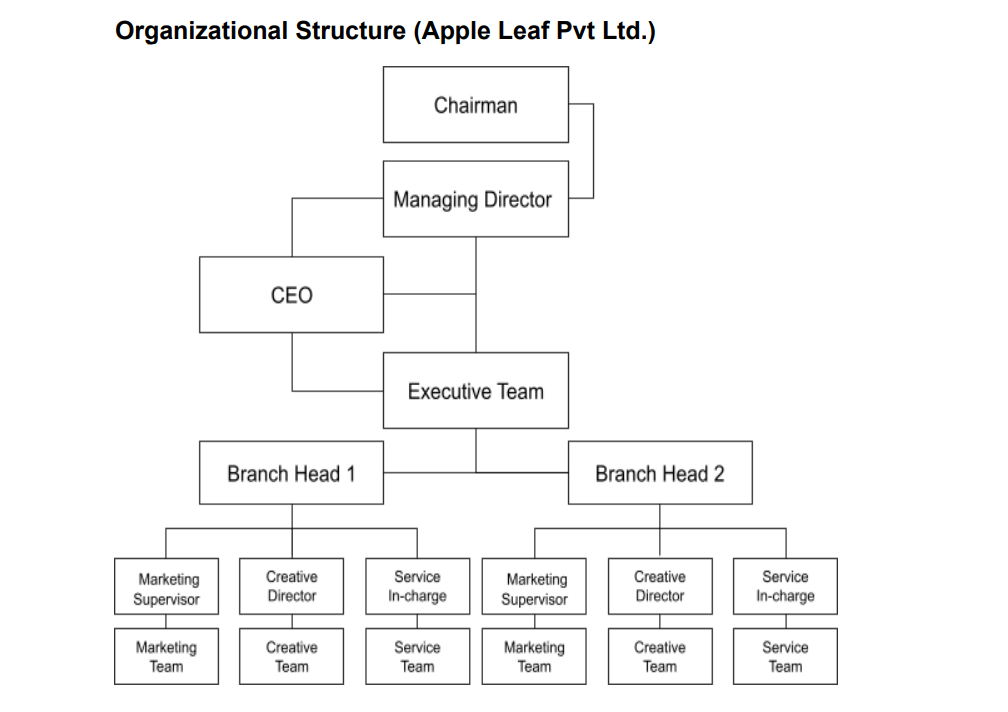 Organizational Structure (Apple Leaf Pvt Ltd.)
Chairman
Managing Director
CEO
Executive Team
Branch Head 1
Branch Head 2
Marketing
Supervisor
Creative
Director
Service
In-charge
Marketing
Supervisor
Creative
Director
Service
In-charge
Marketing
Team
Creative
Team
Service
Team
Marketing
Team
Creative
Team
Service
Team